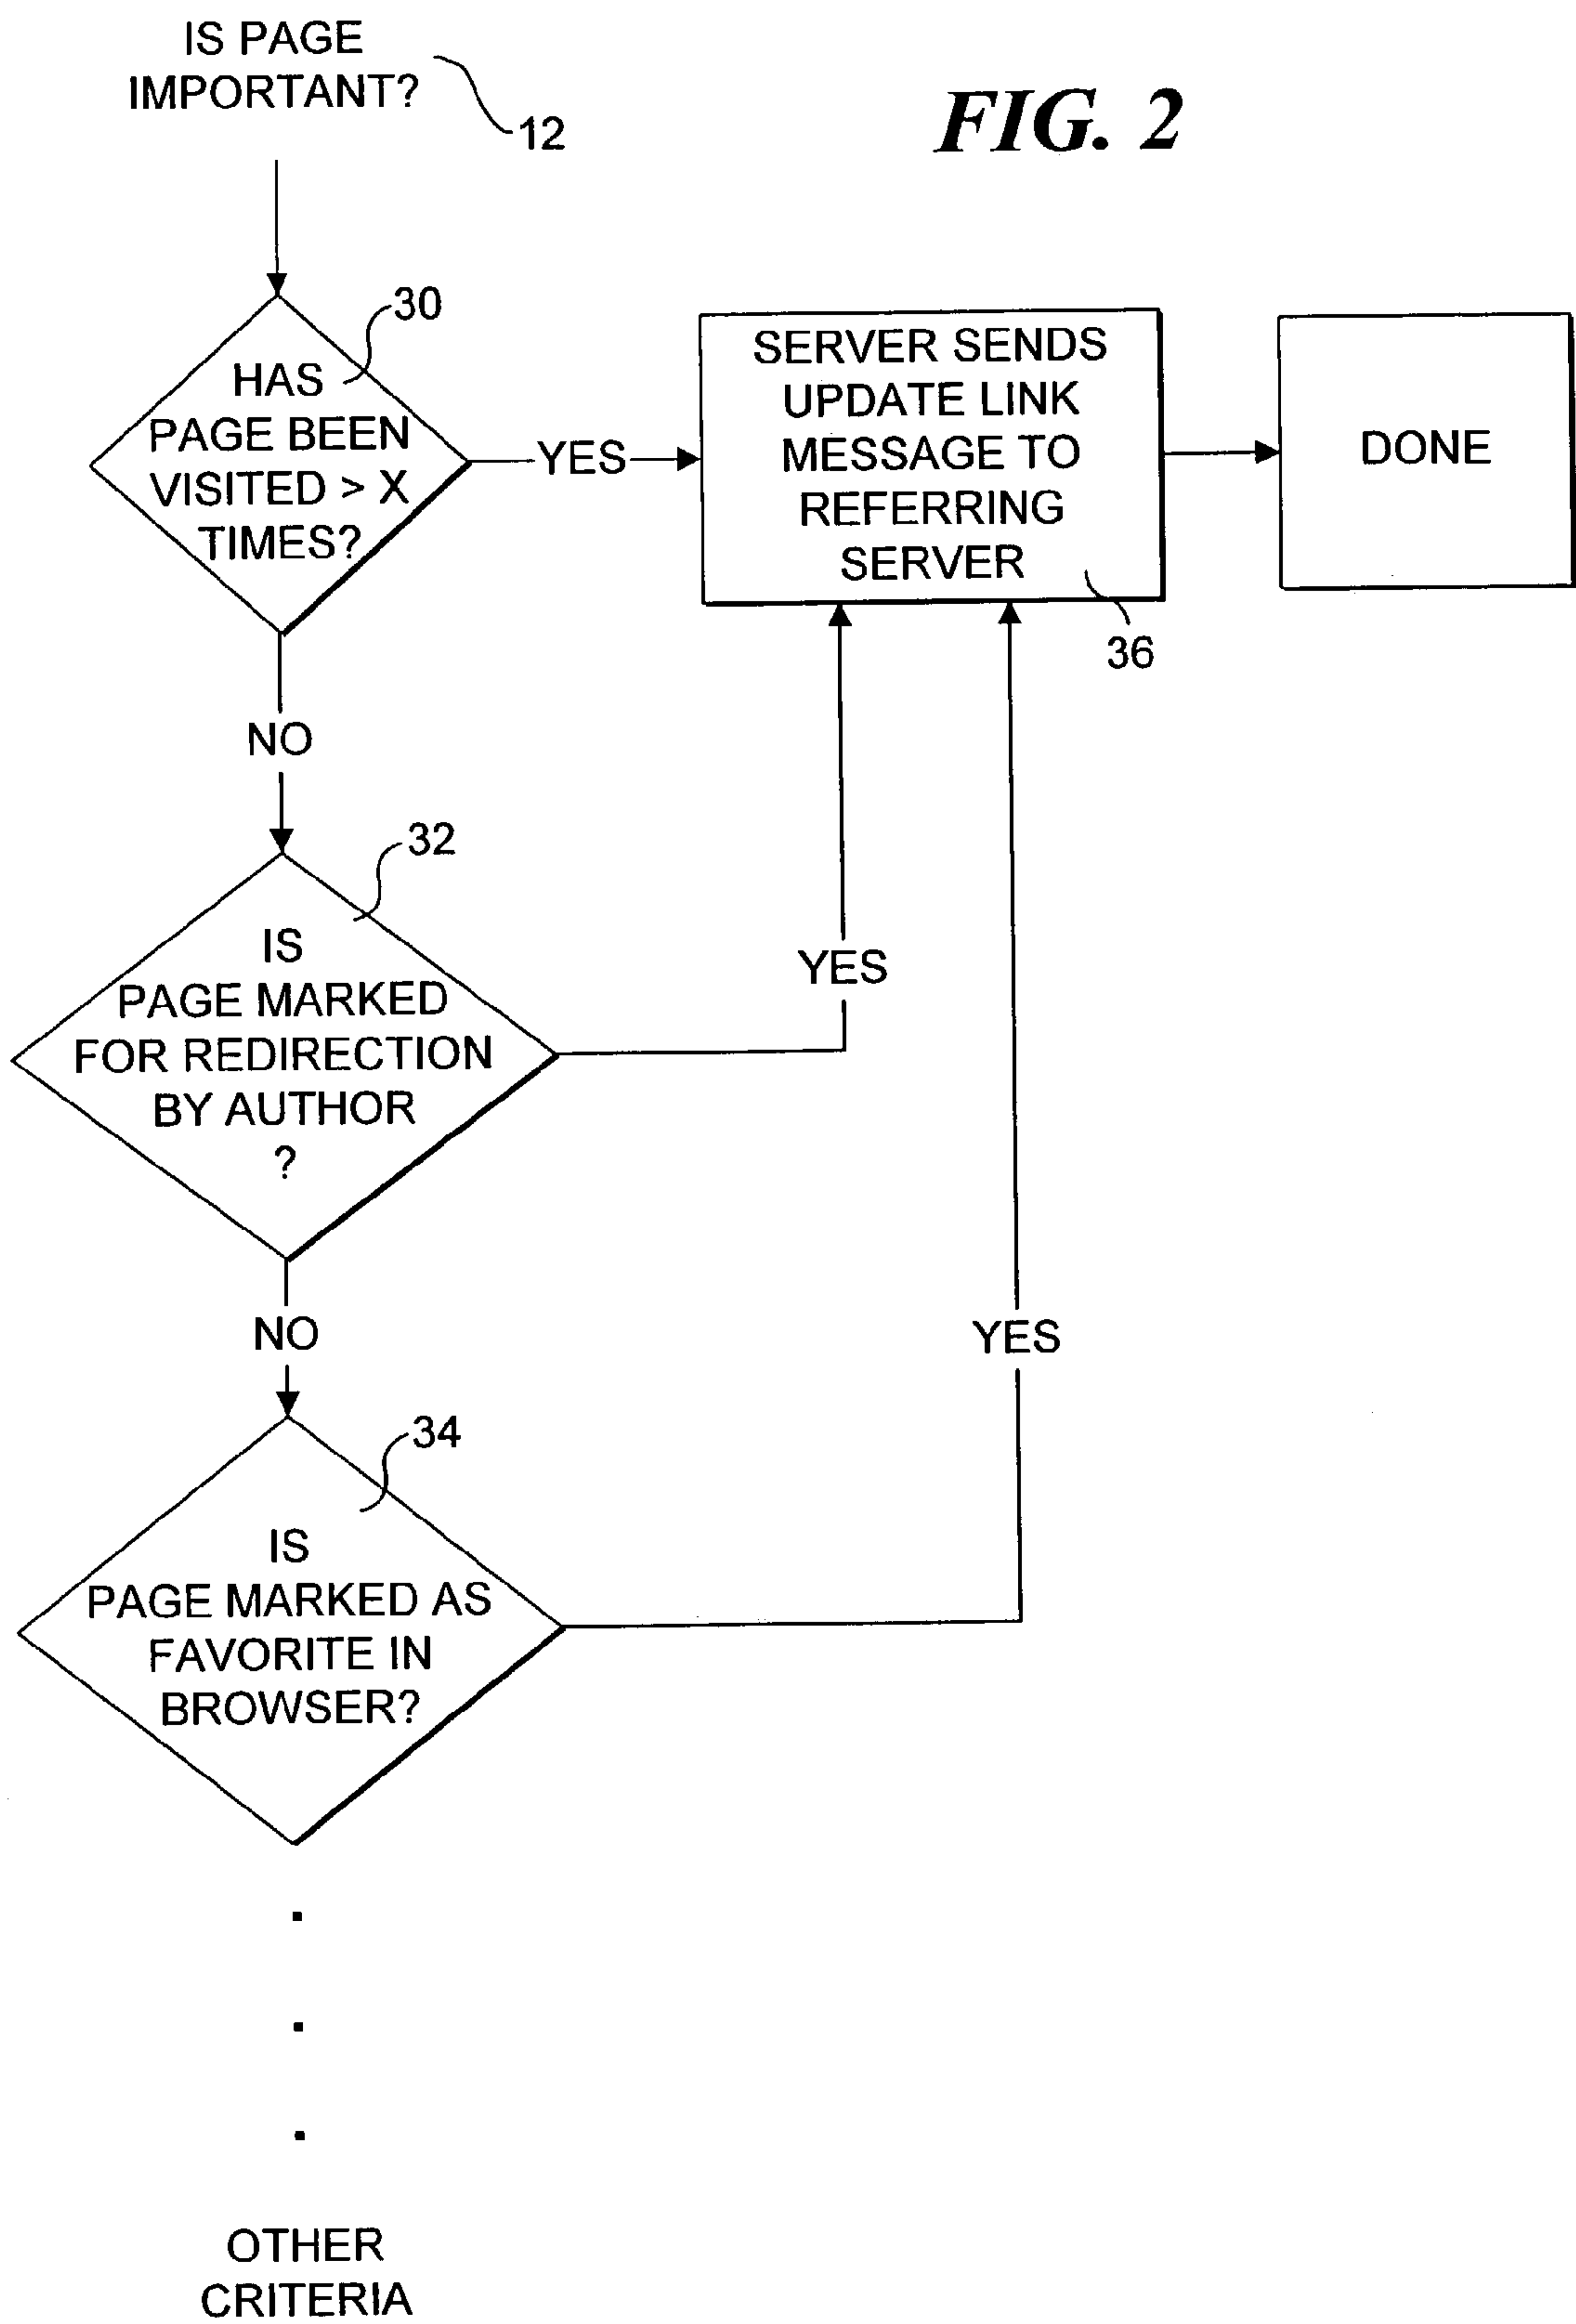 IS PAGE
IMPORTANT?
12
FIG. 2
30
HAS
PAGE BEEN
VISITED > X
TIMES?
YES
SERVER SENDS
UPDATE LINK
MESSAGE TO
REFERRING
SERVER
36
DONE
NO
32
IS
PAGE MARKED
FOR REDIRECTION
BY AUTHOR
?
YES
NO
34
IS
PAGE MARKED AS
FAVORITE IN
BROWSER?
YES
OTHER
CRITERIA